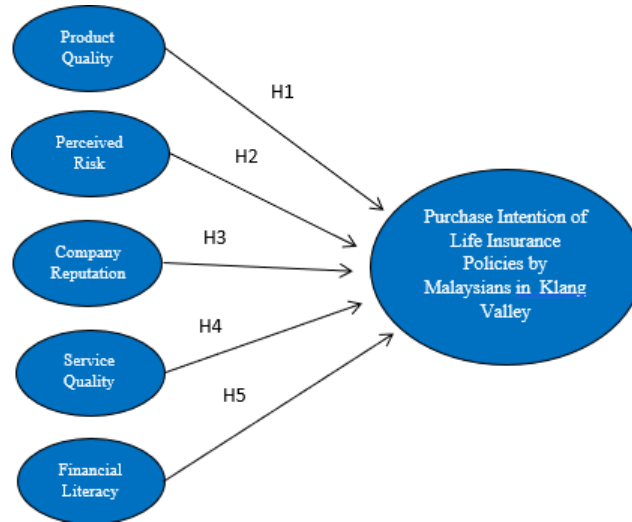 Product
Quality
H1
Perceived
Risk
H2
Company
Reputation
H3
Service
Quality
H4
Financial
Literacy
H5
Purchase Intention of
Life Insurance
Policies by
Malaysians in Klang
Valley